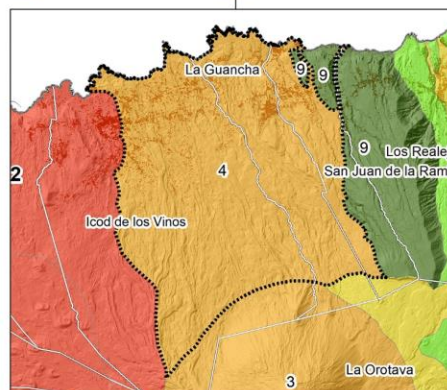 La Guancha
9
9
9
Los Reale
San Juan de la Ram
4
2
Icod de los Vinos
La Orotava
3